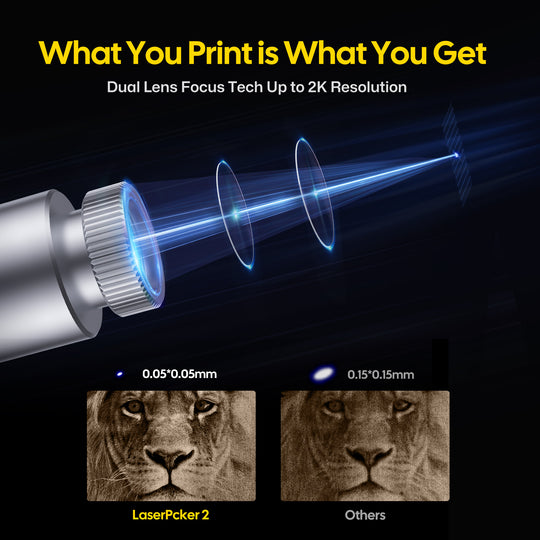 What You Print is What You Get
Dual Lens Focus Tech Up to 2K Resolution
0.05*0.05mm
0.15*0.15mm
LaserPcker 2
Others